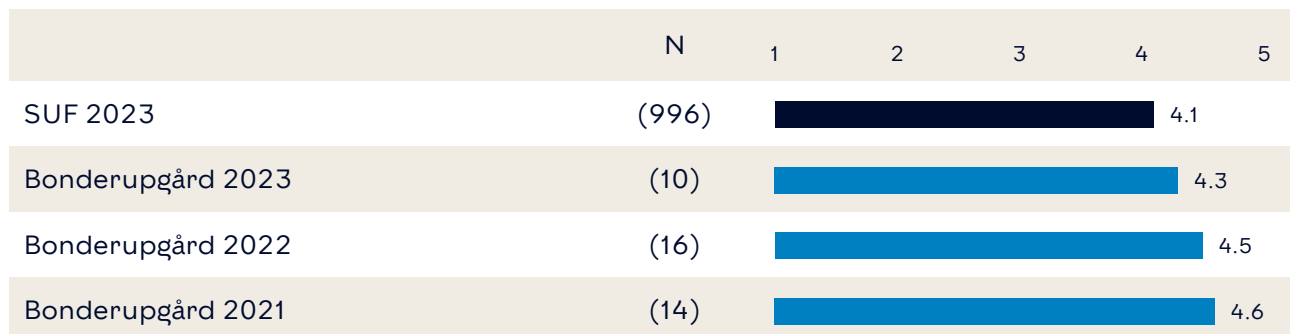 N 1 2 3 4 5
SUF 2023 (996) 4.1
Bonderupgård 2023 (10) 4.3
Bonderupgård 2022 (16) 4.5
Bonderupgård 2021 (14) 4.6